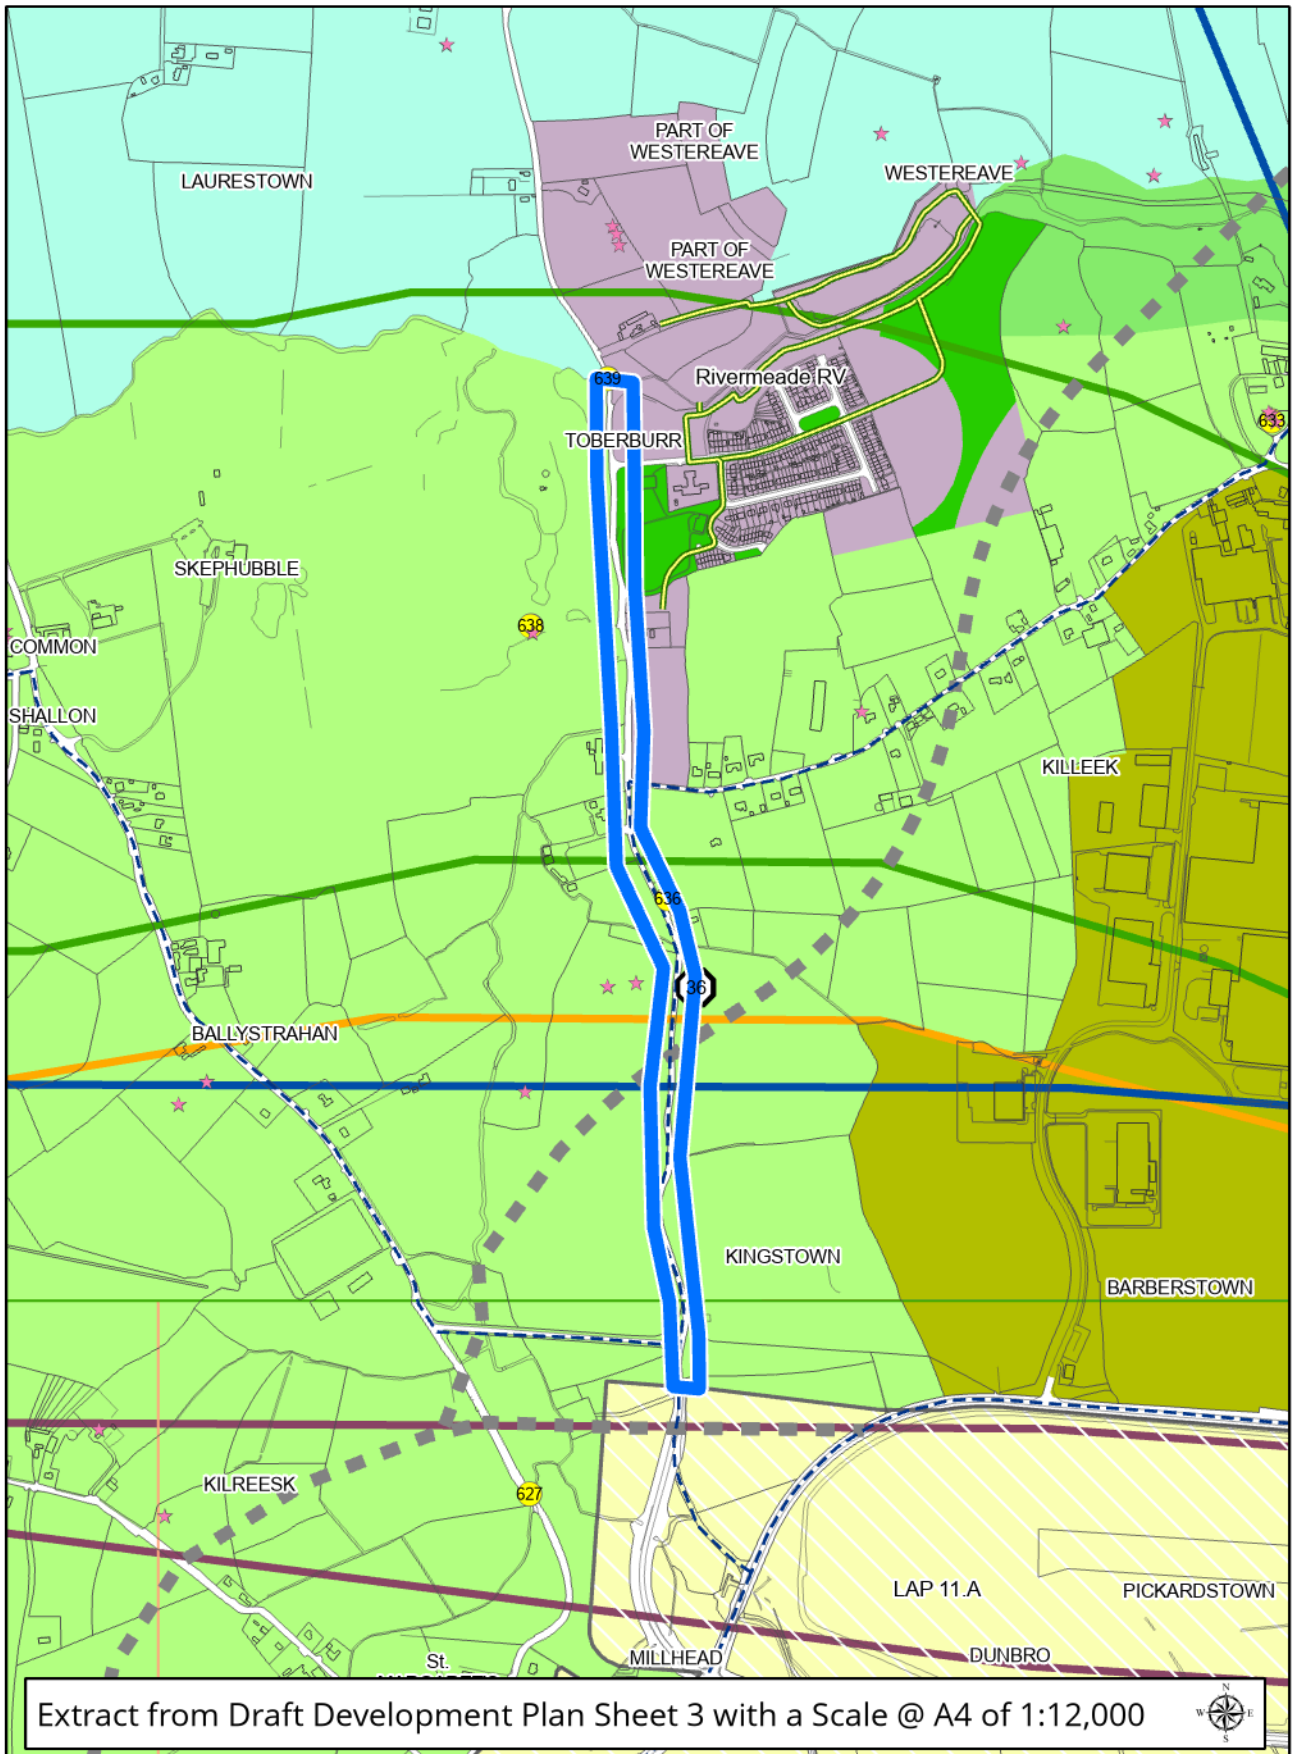 PART OF
WESTEREAVE
WESTEREAVE
LAURESTOWN
PART OF
WESTEREAVE
639
Rivermeade RV
633
TOBERBURR
SKEPHUBBLE
638
COMMON
SHALLON
KILLEEK
636
36
BALLYSTRAHAN
KINGSTOWN
BARBERSTOWN
KILREESK
627
LAP 11.A
PICKARDSTOWN
St.
MILLHEAD
DUNBRO
Extract from Draft Development Plan Sheet 3 with a Scale @ A4 of 1:12,000
N
W E
S